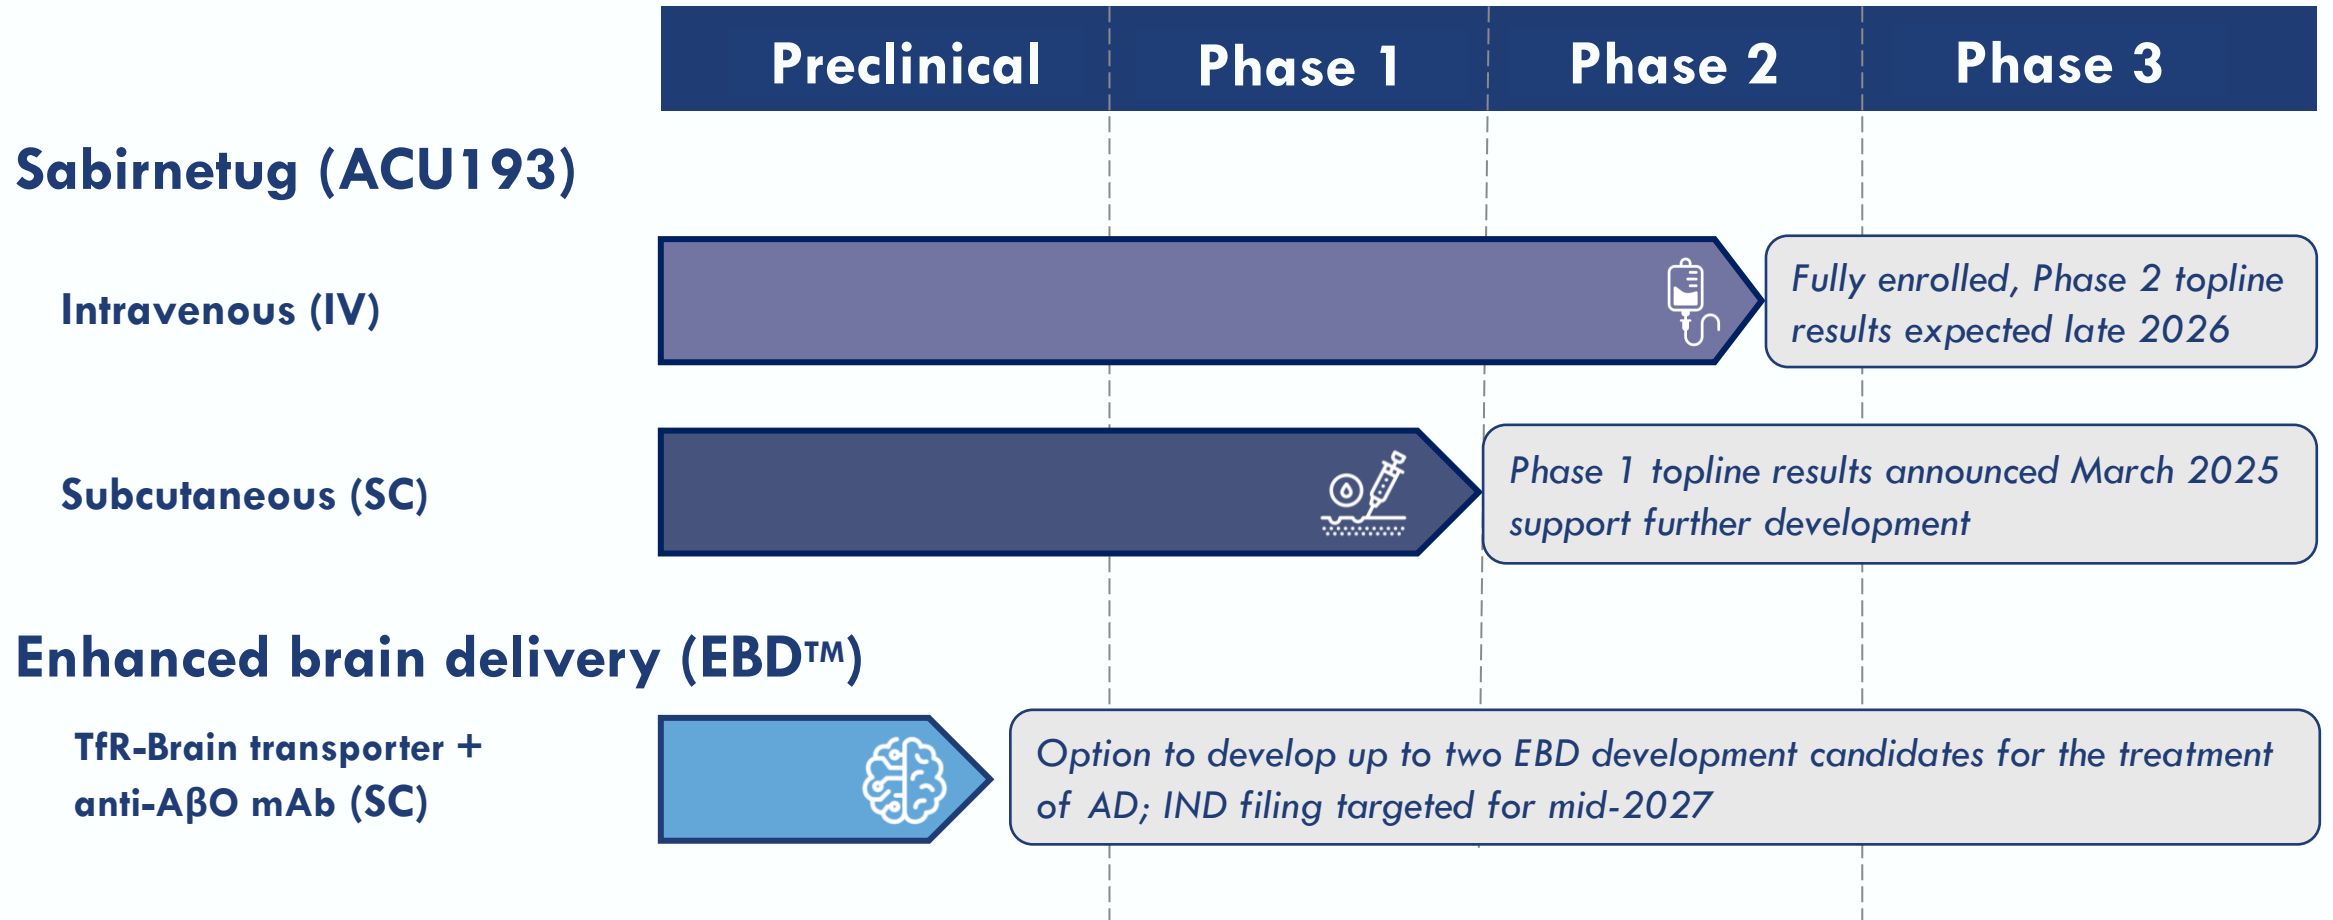 Preclinical Phase 1 Phase 2 Phase 3
Sabirnetug (ACU193)
Intravenous (IV)
Fully enrolled, Phase 2 topline
results expected late 2026
Subcutaneous (SC)
Phase 1 topline results announced March 2025
support further development
Enhanced brain delivery (EBD™)
TfR-Brain transporter +
anti-AβO mAb (SC)
Option to develop up to two EBD development candidates for the treatment
of AD; IND filing targeted for mid-2027